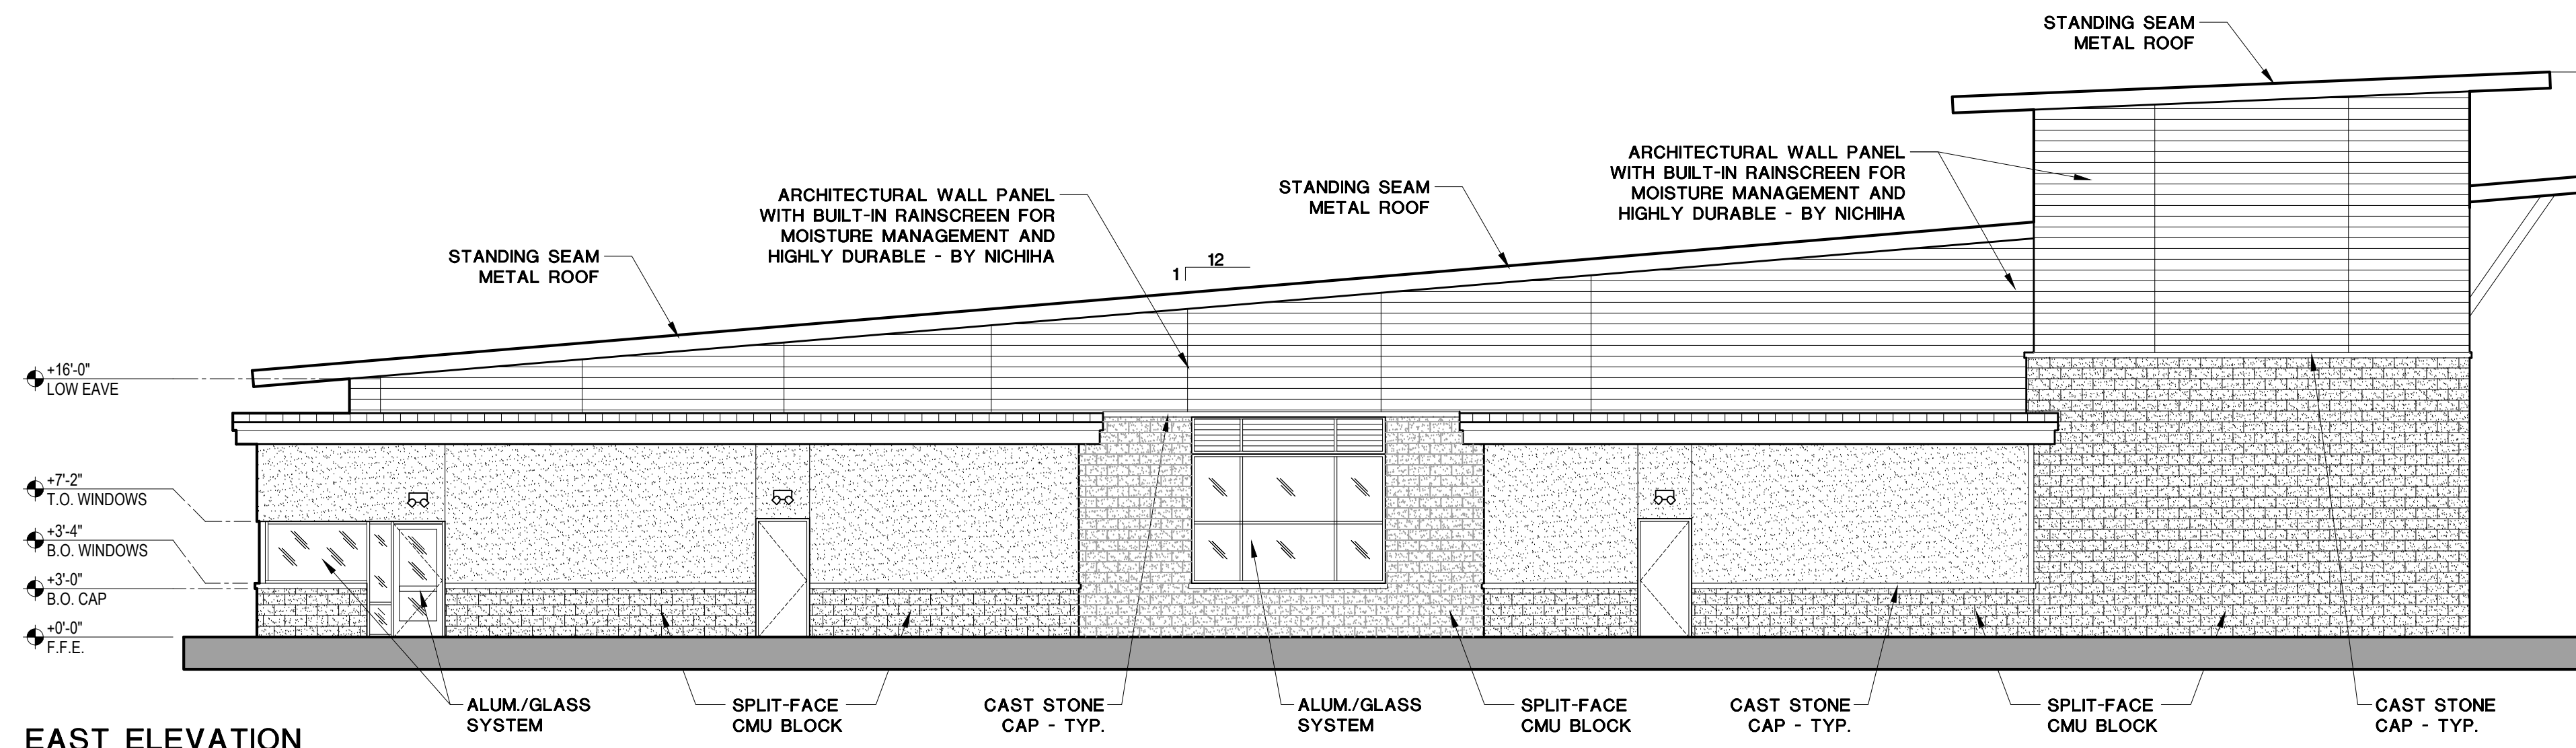 STANDING SEAM
METAL ROOF
ARCHITECTURAL WALL PANEL
WITH BUILT-IN RAINSCREEN FOR
MOISTURE MANAGEMENT AND
HIGHLY DURABLE - BY NICHIHA
STANDING SEAM
METAL ROOF
ARCHITECTURAL WALL PANEL
WITH BUILT-IN RAINSCREEN FOR
MOISTURE MANAGEMENT AND
HIGHLY DURABLE - BY NICHIHA
STANDING SEAM
METAL ROOF
12
1
+16'-0"
LOW EAVE
+7'-2"
T.O. WINDOWS
+3'-4"
B.O. WINDOWS
+3'-0"
B.O. CAP
+0'-0"
F.F.E.
ALUM./GLASS
SYSTEM
SPLIT-FACE
CMU BLOCK
CAST STONE
CAP - TYP.
ALUM./GLASS
SYSTEM
SPLIT-FACE
CMU BLOCK
CAST STONE
CAP - TYP.
SPLIT-FACE
CMU BLOCK
CAST STONE
CAP - TYP.
EAST ELEVATION